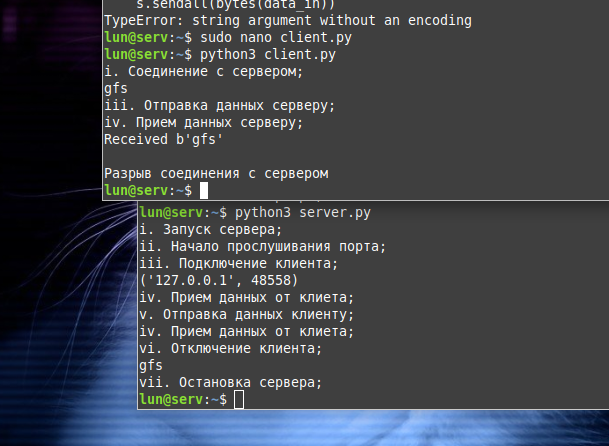 s.sendall(bytes(data_in))
TypeError: string argument without an encoding
lun@serv:~$ sudo nano client.py
lun@serv:~$ python3 client.py
i. Соединение с сервером;
gfs
iii. Отправка данных серверу;
iv. Прием данных серверу;
Received b'gfs'
Разрыв соединения с сервером
lun@serv:~$
lun@serv:~$ python3 server.py
i. Запуск сервера;
ii. Начало прослушивания порта;
iii. Подключение клиента;
('127.0.0.1', 48558)
iv. Прием данных от клиета;
v. Отправка данных клиенту;
iv. Прием данных от клиета;
vi. Отключение клиента;
gfs
vii. Остановка сервера;
lun@serv:~$